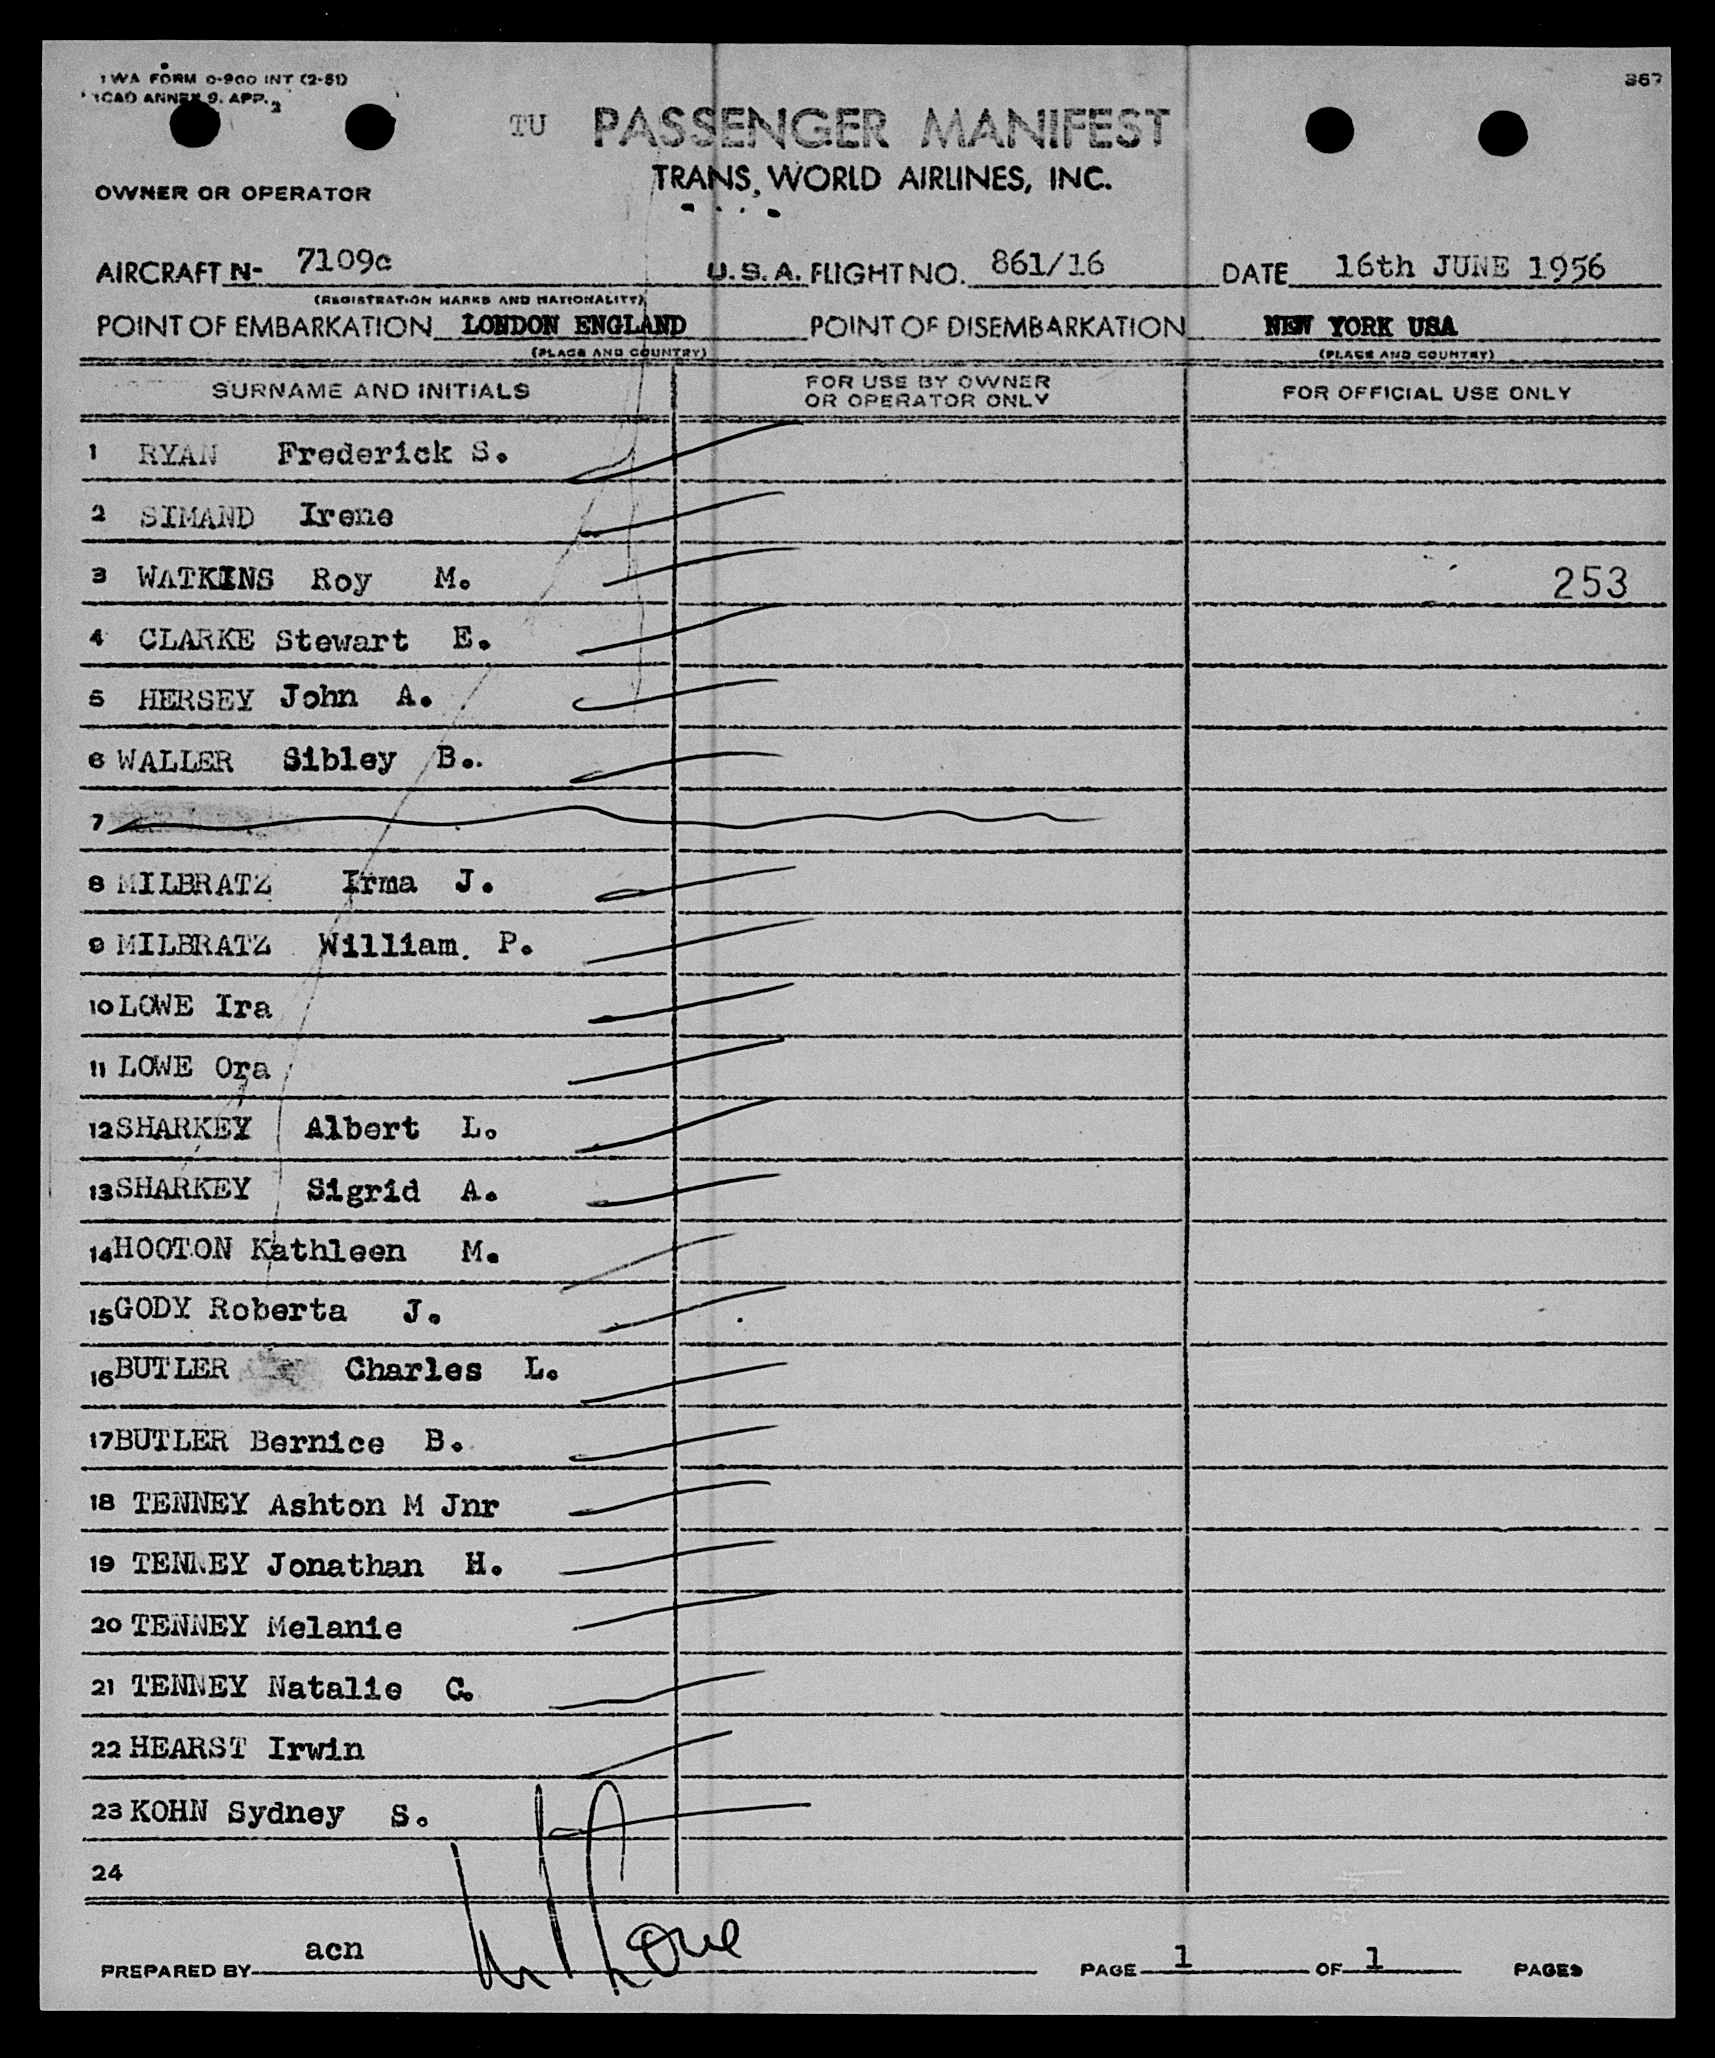 TWA FORM O-900 INT (2-51)
367
ICAO ANNEX 9. APP. 2
TU PASSENGER MANIFEST
OWNER OR OPERATOR TRANS WORLD AIRLINES, INC.
AIRCRAFT N- 7109c U.S.A. FLIGHT NO. 861/16 DATE 16th JUNE 1956
(REGISTRATION MARKS AND NATIONALITY)
POINT OF EMBARKATION LONDON ENGLAND POINT OF DISEMBARKATION NEW YORK USA
(PLACE AND COUNTRY) (PLACE AND COUNTRY)
SURNAME AND INITIALS FOR USE BY OWNER OR OPERATOR ONLY FOR OFFICIAL USE ONLY
1 RYAN Frederick S.
2 SIMAND Irene
3 WATKINS Roy M. 253
4 CLARKE Stewart E.
5 HERSEY John A.
6 WALLER Sibley B.
7
8 MILBRATZ Irma J.
9 MILBRATZ William P.
10 LOWE Ira
11 LOWE Ora
12 SHARKEY Albert L.
13 SHARKEY Sigrid A.
14 HOOTON Kathleen M.
15 GODY Roberta J.
16 BUTLER Charles L.
17 BUTLER Bernice B.
18 TENNEY Ashton M Jnr
19 TENNEY Jonathan H.
20 TENNEY Melanie
21 TENNEY Natalie C.
22 HEARST Irwin
23 KOHN Sydney S.
24
PREPARED BY acn PAGE 1 OF 1 PAGES